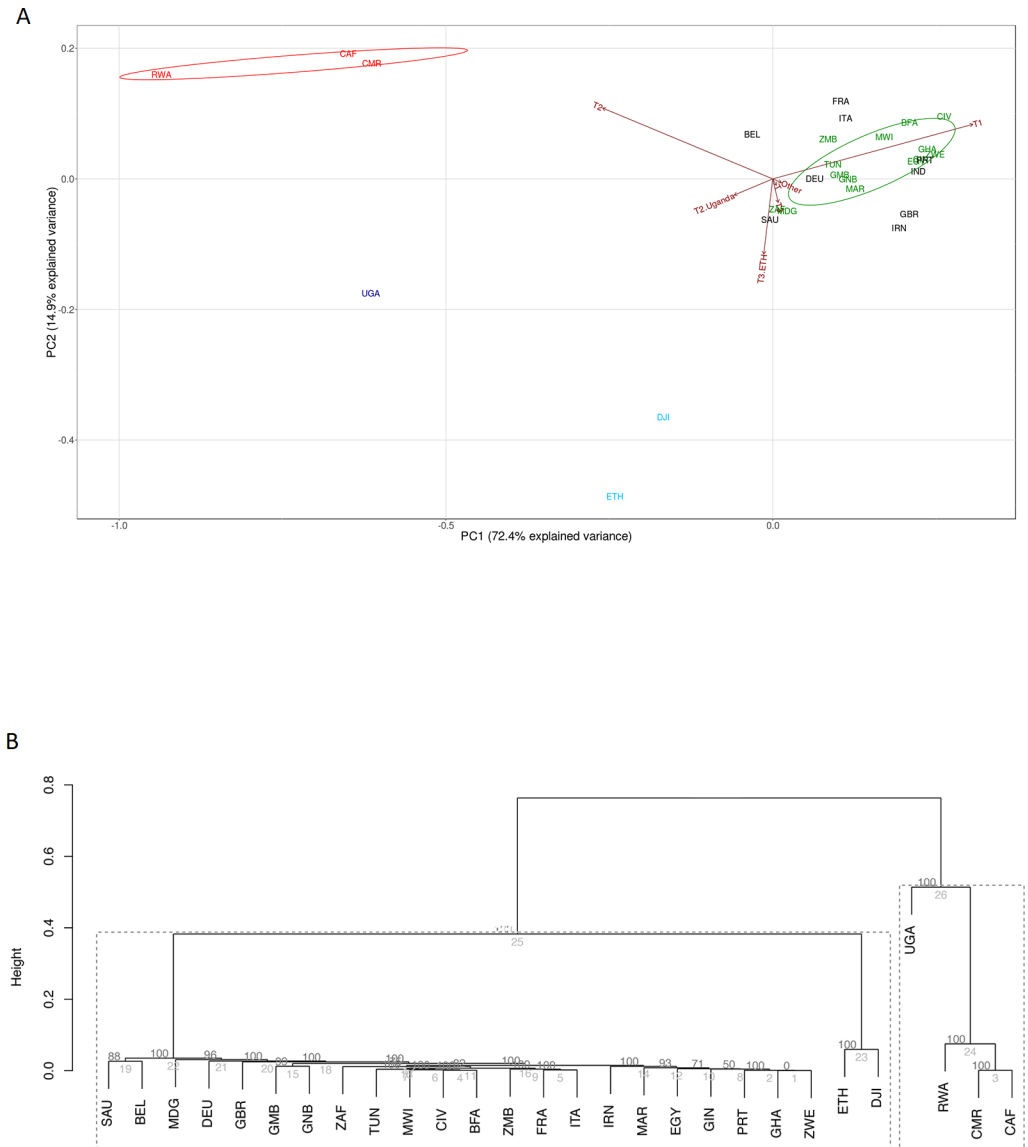 A
0.2
0.0
-0.2
-0.4
PC2 (14.9% explained variance)
RWA
CAF
CMR
T2
FRA
ITA
BEL
ZMB
MWI
BFA
CIV
T1
GHA
ZWE
PRT
IND
TUN
GMB
GNB
MAR
DEU
Other
T2.Uganda
MDG
SAU
GBR
IRN
T3.ETH
UGA
DJI
ETH
-1.0 -0.5 0.0
PC1 (72.4% explained variance)
B
Height
0.8
0.6
0.4
0.2
0.0
100
26
25
88
19
100
96
21
100
20
15
100
18
100
6
4
11
100
16
9
5
100
14
93
71
50
8
100
2
0
1
100
23
100
24
100
3
SAU BEL MDG DEU GBR GMB GNB ZAF TUN MWI CIV BFA ZMB FRA ITA IRN MAR EGY GIN PRT GHA ZWE ETH DJI UGA RWA CMR CAF